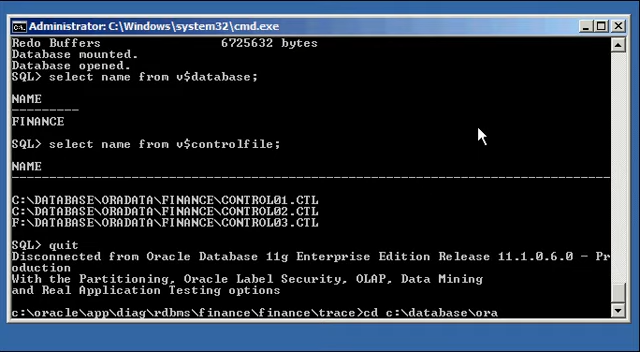 Administrator: C:\Windows\system32\cmd.exe
Redo Buffers 6725632 bytes
Database mounted.
Database opened.
SQL> select name from v$database;
NAME
---------
FINANCE
SQL> select name from v$controlfile;
NAME
--------------------------------------------------------------------------------
C:\DATABASE\ORADATA\FINANCE\CONTROL01.CTL
C:\DATABASE\ORADATA\FINANCE\CONTROL02.CTL
F:\DATABASE\ORADATA\FINANCE\CONTROL03.CTL
SQL> quit
Disconnected from Oracle Database 11g Enterprise Edition Release 11.1.0.6.0 - Pr
oduction
With the Partitioning, Oracle Label Security, OLAP, Data Mining
and Real Application Testing options
c:\oracle\app\diag\rdbms\finance\finance\trace>cd c:\database\ora